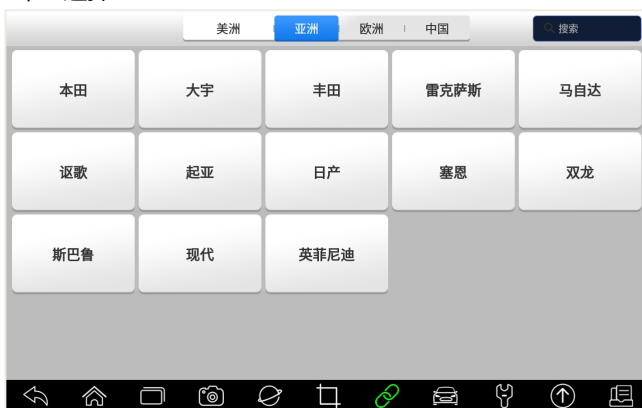 美洲 亚洲 欧洲 中国 搜索
本田 大宇 丰田 雷克萨斯 马自达
讴歌 起亚 日产 塞恩 双龙
斯巴鲁 现代 英菲尼迪